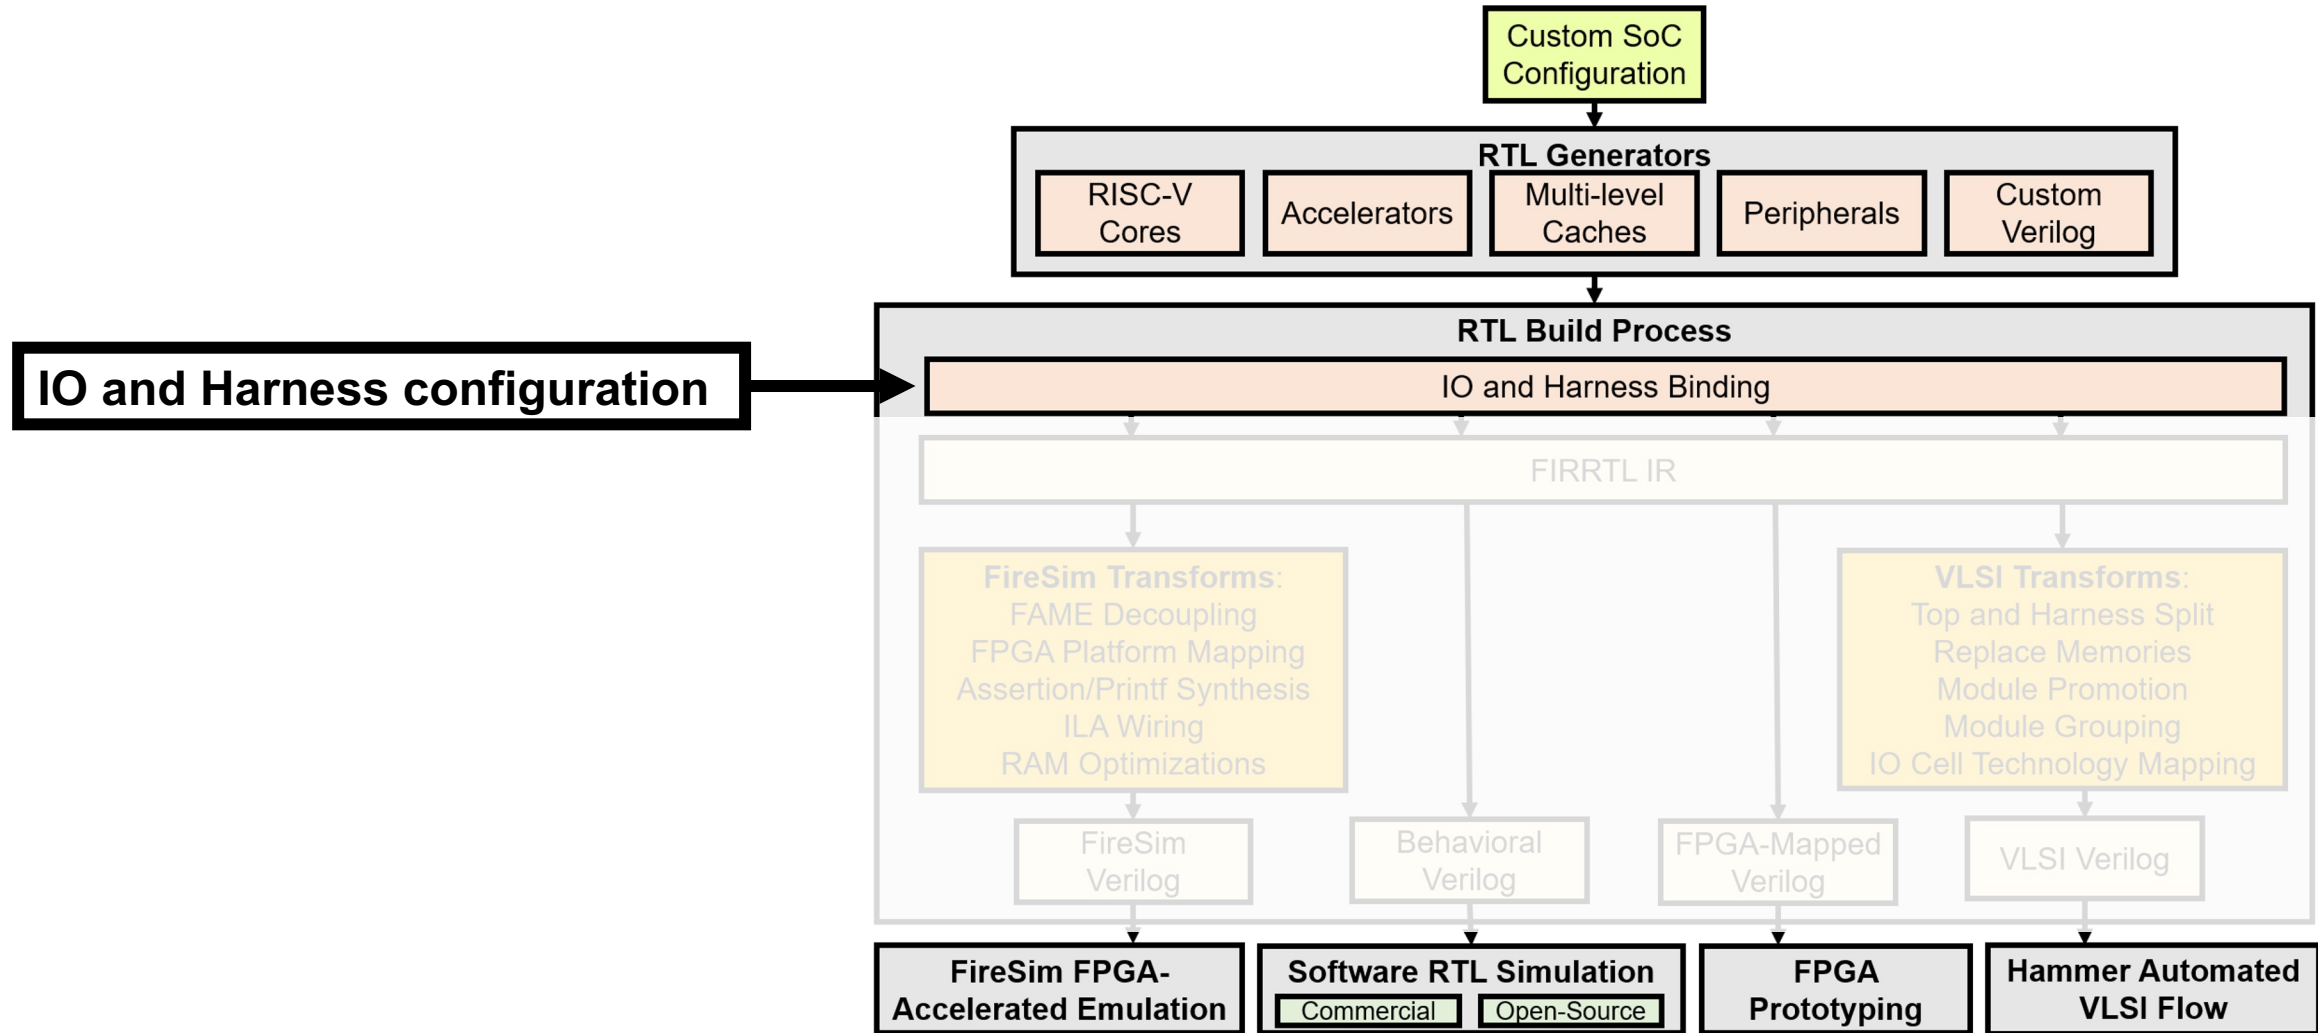 Custom SoC
Configuration
RTL Generators
RISC-V
Cores
Accelerators
Multi-level
Caches
Peripherals
Custom
Verilog
RTL Build Process
IO and Harness configuration
IO and Harness Binding
FIRRTL IR
FireSim Transforms:
FAME Decoupling
FPGA Platform Mapping
Assertion/Printf Synthesis
ILA Wiring
RAM Optimizations
VLSI Transforms:
Top and Harness Split
Replace Memories
Module Promotion
Module Grouping
IO Cell Technology Mapping
FireSim
Verilog
Behavioral
Verilog
FPGA-Mapped
Verilog
VLSI Verilog
FireSim FPGA-
Accelerated Emulation
Software RTL Simulation
Commercial
Open-Source
FPGA
Prototyping
Hammer Automated
VLSI Flow